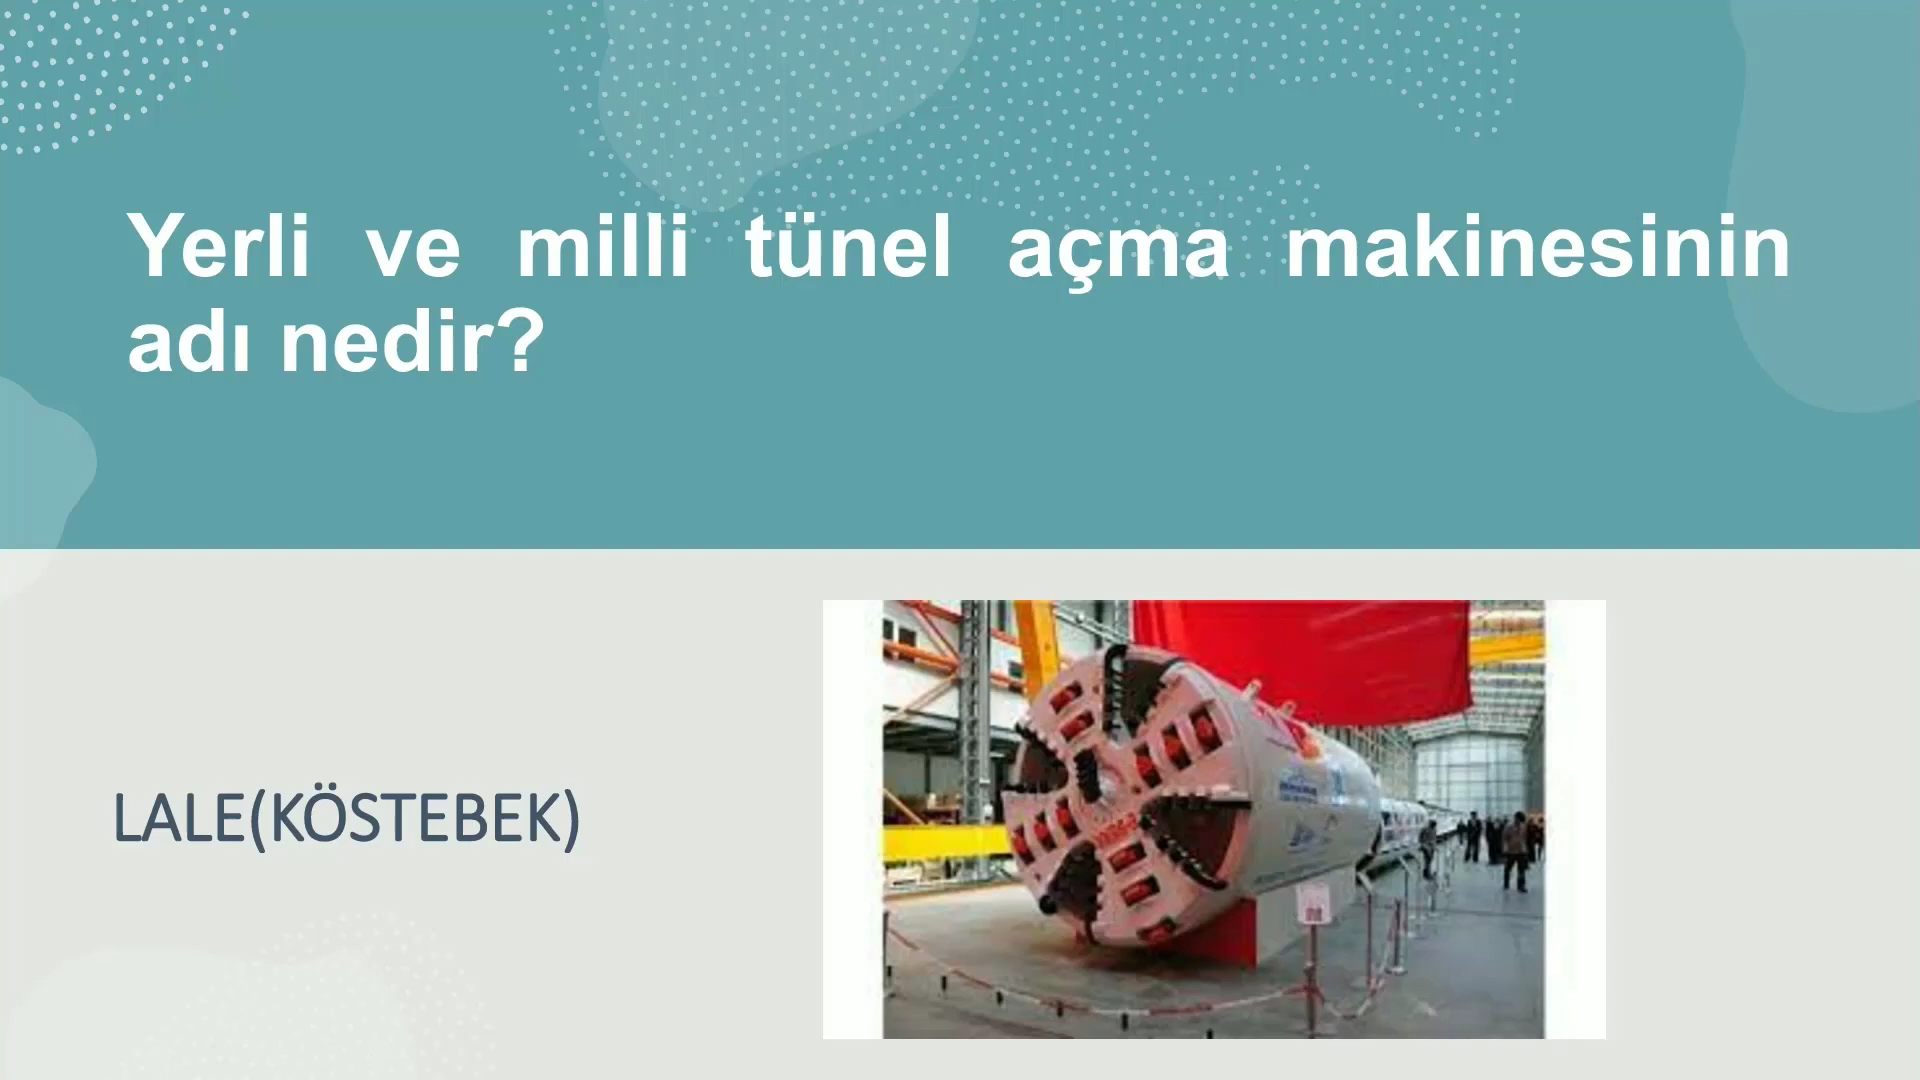 Yerli ve milli tünel açma makinesinin
adı nedir?
LALE(KÖSTEBEK)